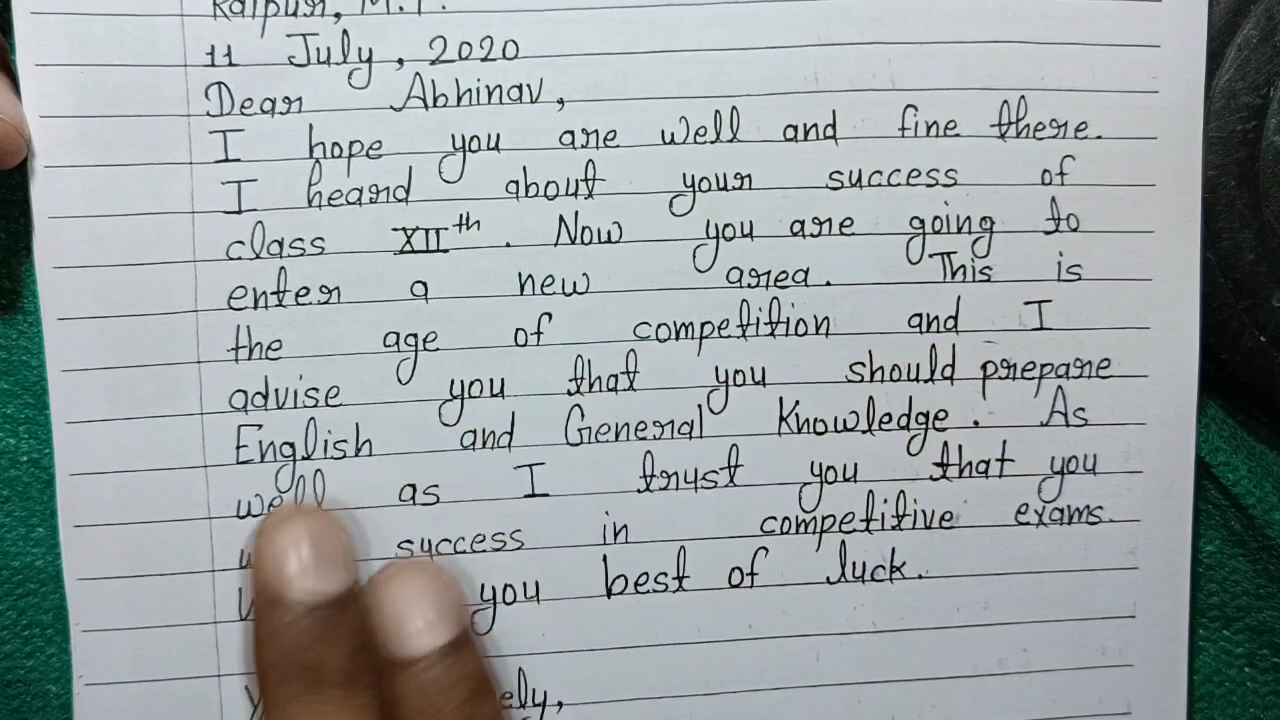 11 July, 2020
Dear Abhinav,
I hope you are well and fine there.
I heard about your success of
class XIIth. Now you are going to
enter a new area. This is
the age of competition and I
advise you that you should prepare
English and General Knowledge. As
well as I trust you that you
success in competitive exams.
you best of luck.